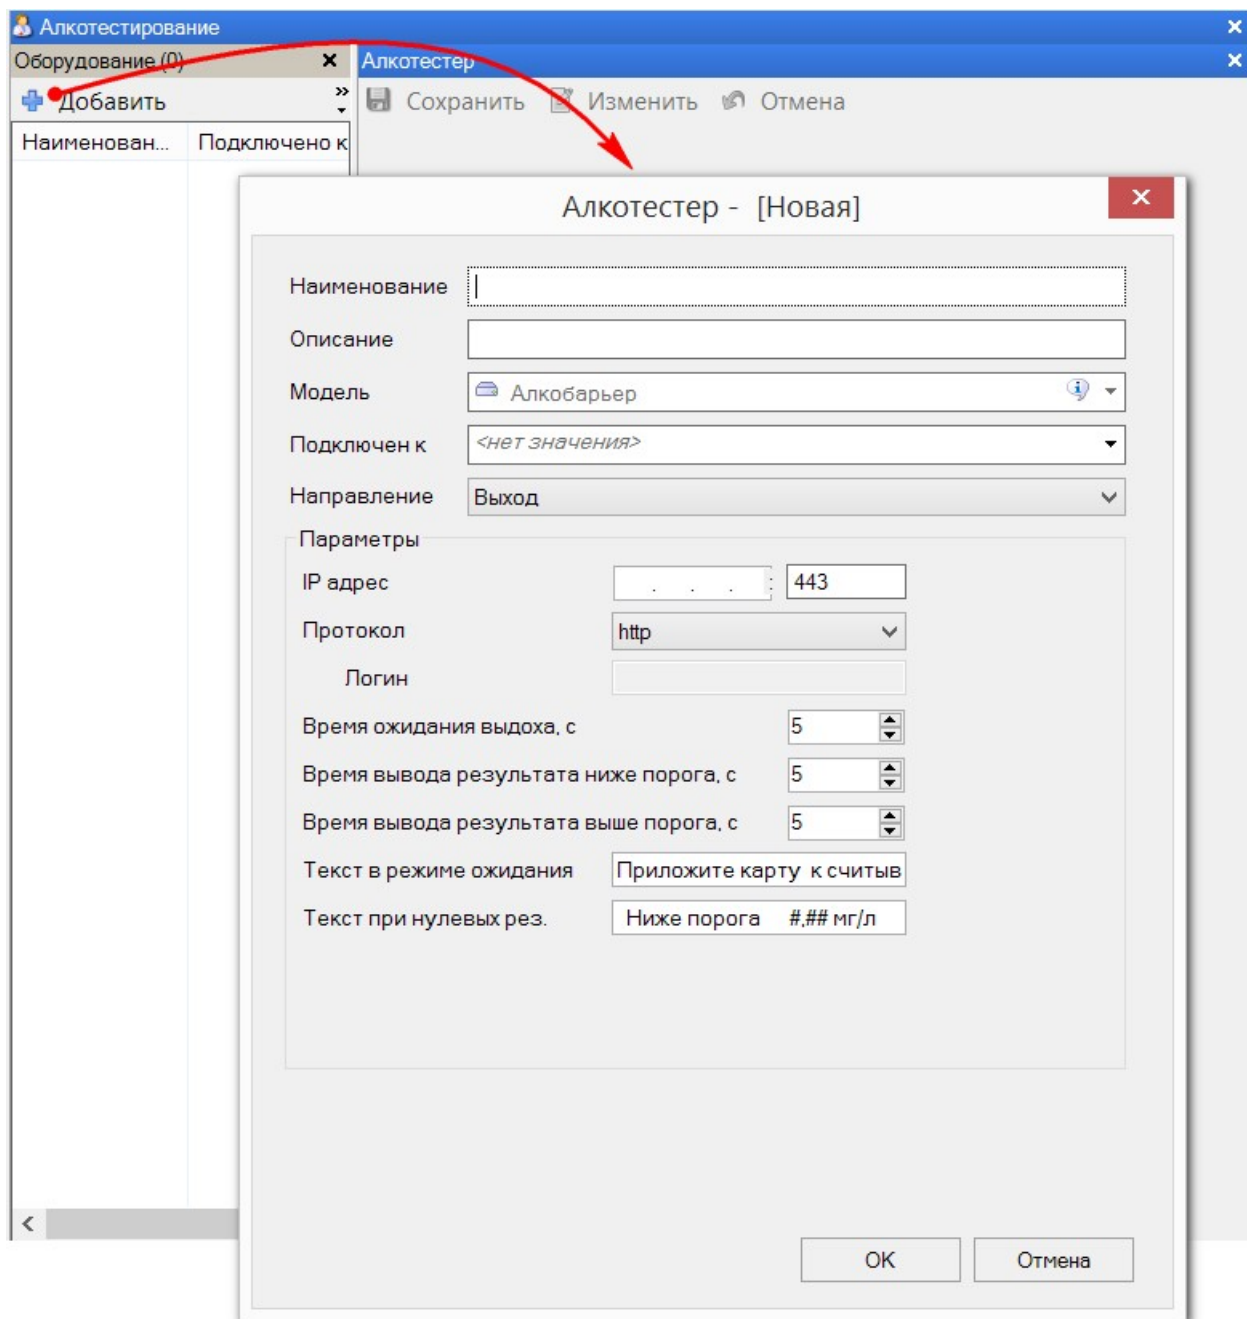 Алкотестирование
Оборудование (0)
Алкотестер
Добавить
Сохранить Изменить Отмена
Наименован... Подключено к
Алкотестер - [Новая]
Наименование
Описание
Модель Алкобарьер
Подключен к <нет значения>
Направление Выход
Параметры
IP адрес . . . : 443
Протокол http
Логин
Время ожидания выдоха, с 5
Время вывода результата ниже порога, с 5
Время вывода результата выше порога, с 5
Текст в режиме ожидания Приложите карту к считыв
Текст при нулевых рез. Ниже порога #,## мг/л
OK Отмена